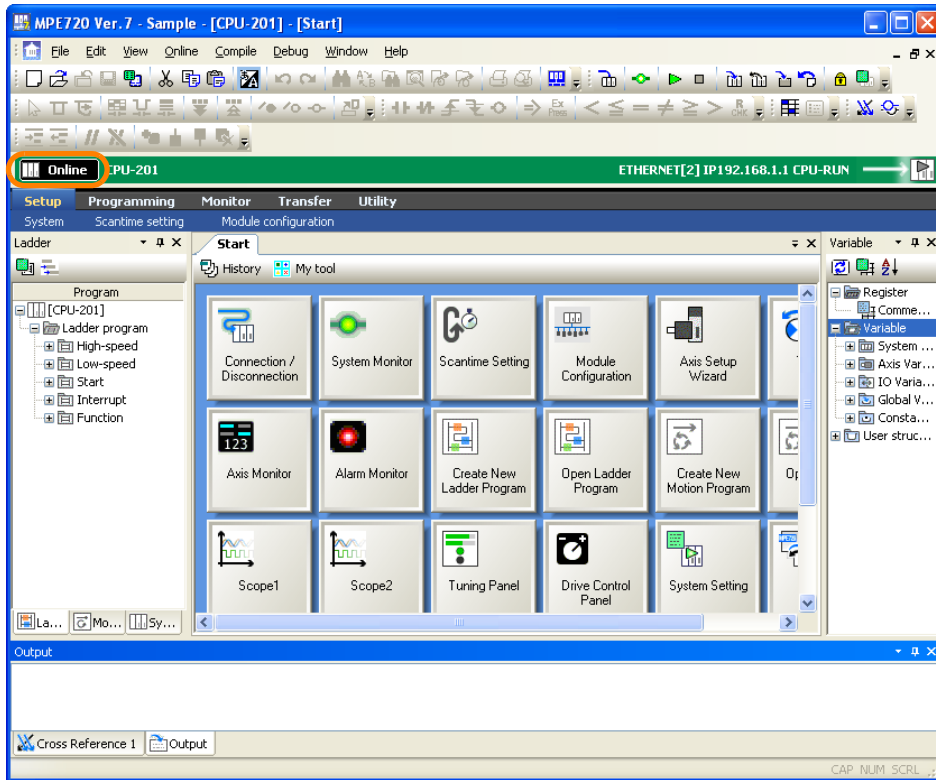 MPE720 Ver.7 - Sample - [CPU-201] - [Start]
File Edit View Online Compile Debug Window Help
Online CPU-201 ETHERNET[2] IP192.168.1.1 CPU-RUN
Setup Programming Monitor Transfer Utility
System Scantime setting Module configuration
Ladder
Program
[CPU-201]
Ladder program
High-speed
Low-speed
Start
Interrupt
Function
La... Mo... Sy...
Start
History My tool
Connection / Disconnection
System Monitor
Scantime Setting
Module Configuration
Axis Setup Wizard
123
Axis Monitor
Alarm Monitor
Create New Ladder Program
Open Ladder Program
Create New Motion Program
Scope1
Scope2
Tuning Panel
Drive Control Panel
System Setting
Variable
Register
Comme...
Variable
System ...
Axis Var...
IO Varia...
Global V...
Consta...
User struc...
Output
Cross Reference 1 Output
CAP NUM SCRL